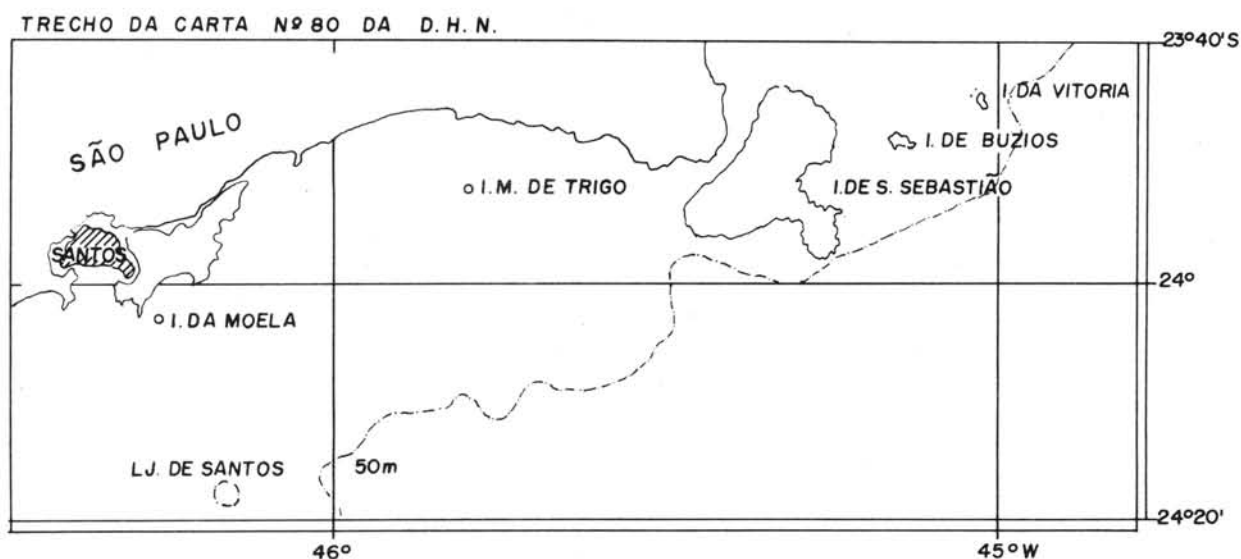 TRECHO DA CARTA Nº 80 DA D.H.N.
23°40'S
I. DA VITORIA
SÃO PAULO
I. DE BUZIOS
I.M. DE TRIGO
I. DE S. SEBASTIÃO
SANTOS
24°
I. DA MOELA
LJ. DE SANTOS
50m
24°20'
46°
45°W